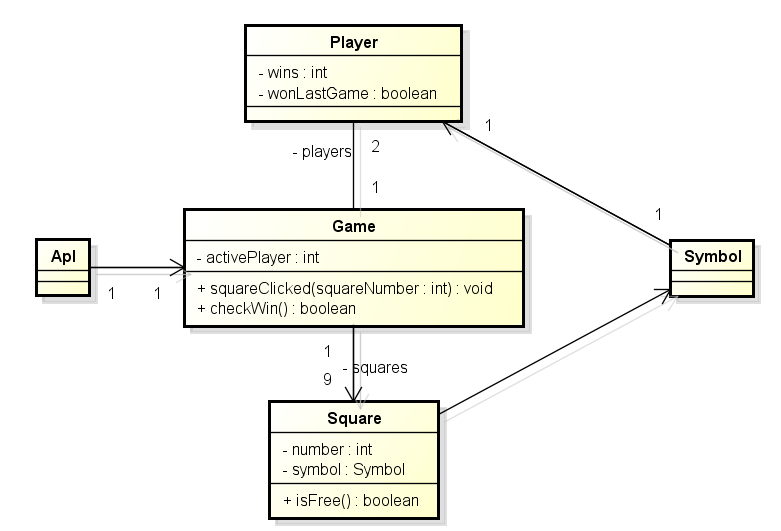 Player
- wins : int
- wonLastGame : boolean
- players
2
1
1
1
Game
- activePlayer : int
+ squareClicked(squareNumber : int) : void
+ checkWin() : boolean
Apl
1
1
Symbol
1
9
- squares
Square
- number : int
- symbol : Symbol
+ isFree() : boolean